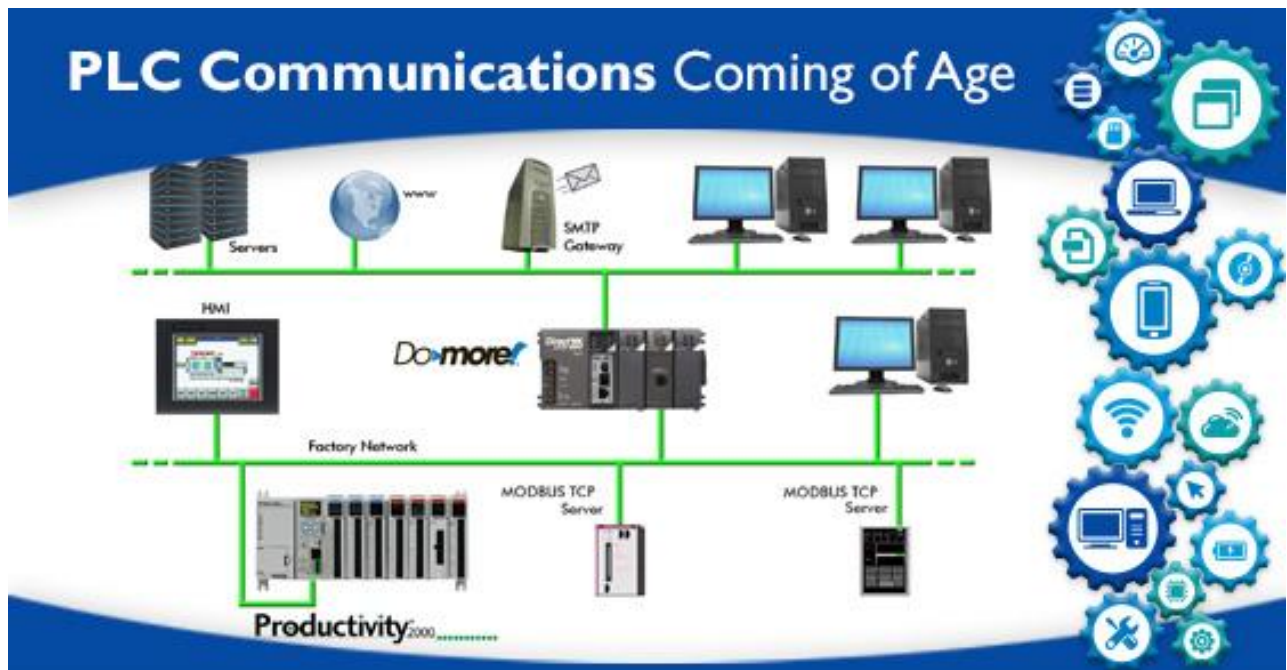 PLC Communications Coming of Age
www
Servers
SMTP
Gateway
HMI
Do-more!
Factory Network
MODBUS TCP
Server
MODBUS TCP
Server
Productivity2000